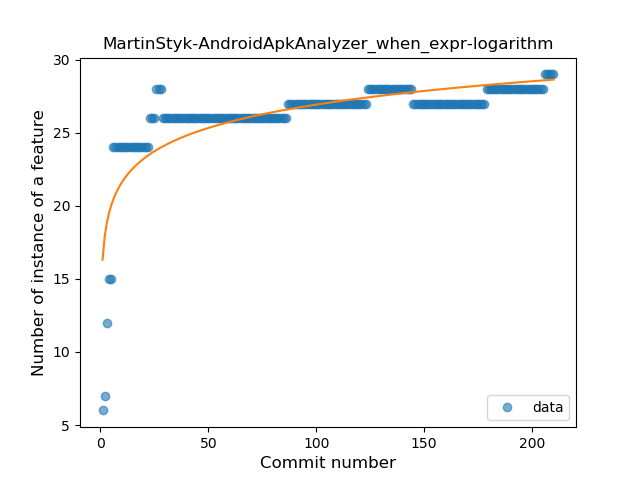 MartinStyk-AndroidApkAnalyzer_when_expr-logarithm
Number of instance of a feature
30
25
20
15
10
5
0
50
100
150
200
Commit number
data